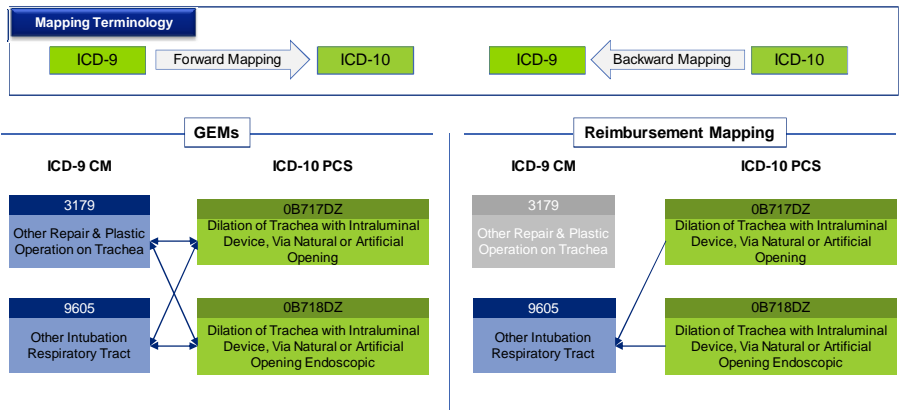 Mapping Terminology
ICD-9
Forward Mapping
ICD-10
ICD-9
Backward Mapping
ICD-10
GEMs
ICD-9 CM
ICD-10 PCS
3179
Other Repair & Plastic
Operation on Trachea
0B717DZ
Dilation of Trachea with Intraluminal
Device, Via Natural or Artificial
Opening
9605
Other Intubation
Respiratory Tract
0B718DZ
Dilation of Trachea with Intraluminal
Device, Via Natural or Artificial
Opening Endoscopic
Reimbursement Mapping
ICD-9 CM
ICD-10 PCS
3179
Other Repair & Plastic
Operation on Trachea
0B717DZ
Dilation of Trachea with Intraluminal
Device, Via Natural or Artificial
Opening
9605
Other Intubation
Respiratory Tract
0B718DZ
Dilation of Trachea with Intraluminal
Device, Via Natural or Artificial
Opening Endoscopic